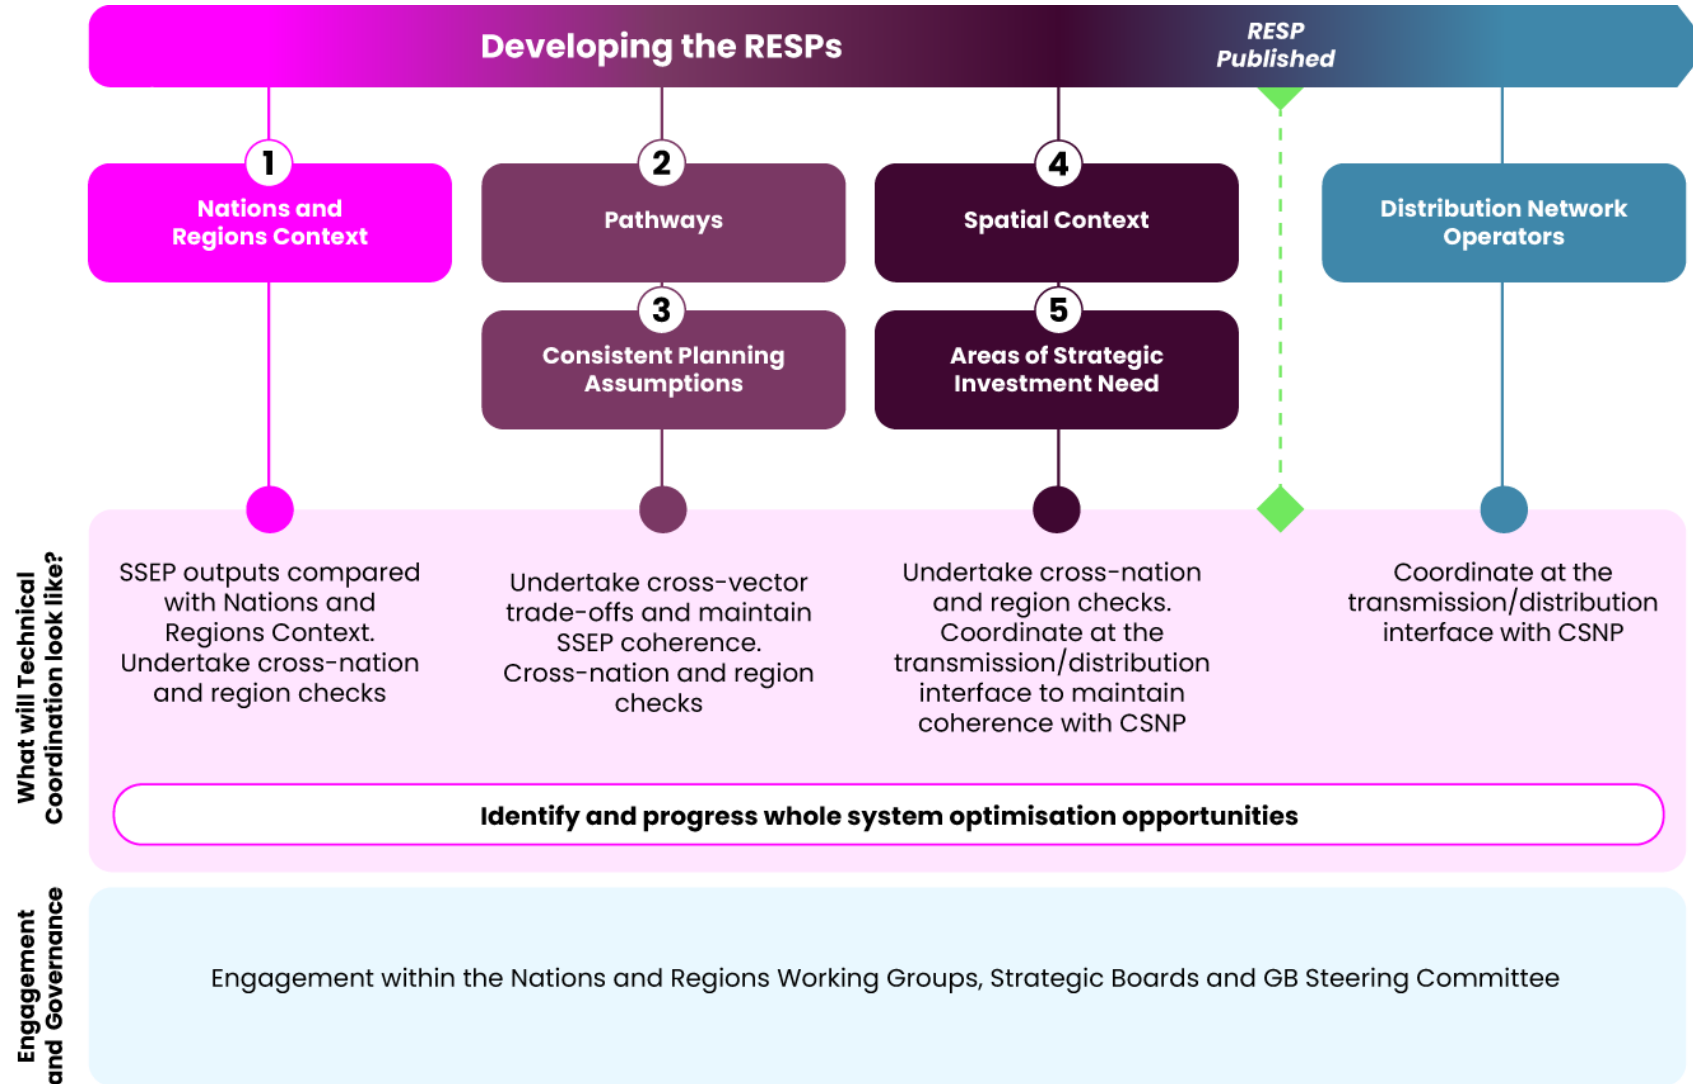 Developing the RESPs
RESP
Published
1
Nations and
Regions Context
2
Pathways
3
Consistent Planning
Assumptions
4
Spatial Context
5
Areas of Strategic
Investment Need
Distribution Network
Operators
What will Technical
Coordination look like?
SSEP outputs compared
with Nations and
Regions Context.
Undertake cross-nation
and region checks
Undertake cross-vector
trade-offs and maintain
SSEP coherence.
Cross-nation and region
checks
Undertake cross-nation
and region checks.
Coordinate at the
transmission/distribution
interface to maintain
coherence with CSNP
Coordinate at the
transmission/distribution
interface with CSNP
Identify and progress whole system optimisation opportunities
Engagement
and Governance
Engagement within the Nations and Regions Working Groups, Strategic Boards and GB Steering Committee